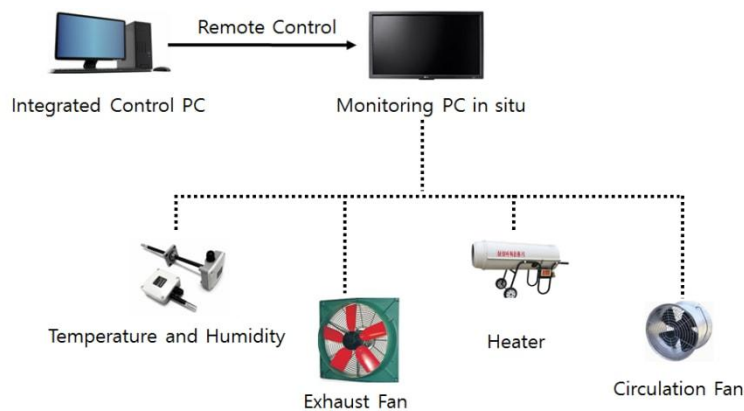 Remote Control
Integrated Control PC
Monitoring PC in situ
Temperature and Humidity
Exhaust Fan
Heater
Circulation Fan